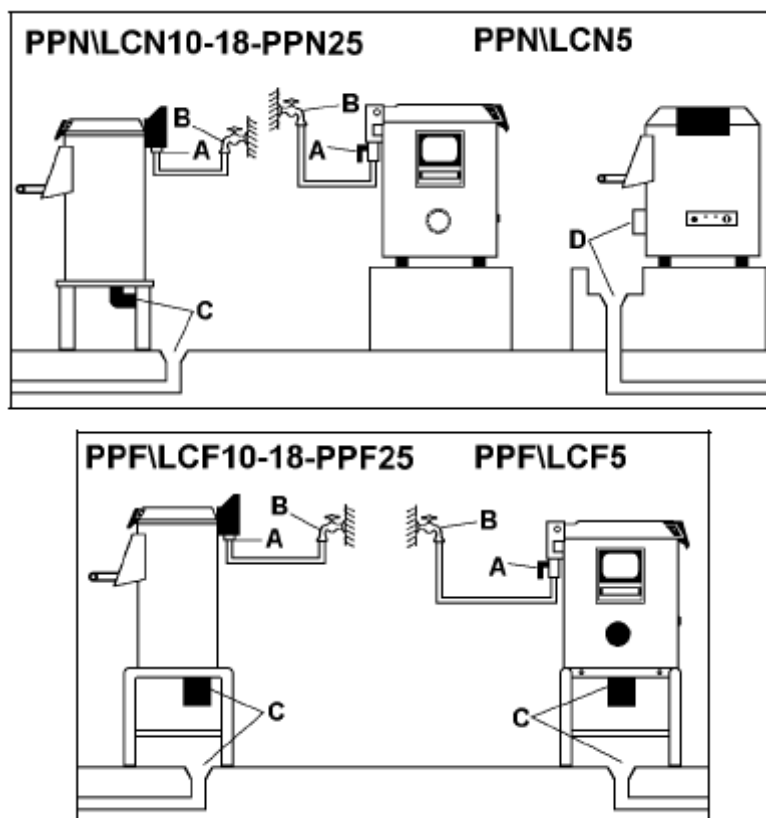 PPN\LCN10-18-PPN25 PPN\LCN5
B B
A A
D
C
PPF\LCF10-18-PPF25 PPF\LCF5
B B
A A
C C